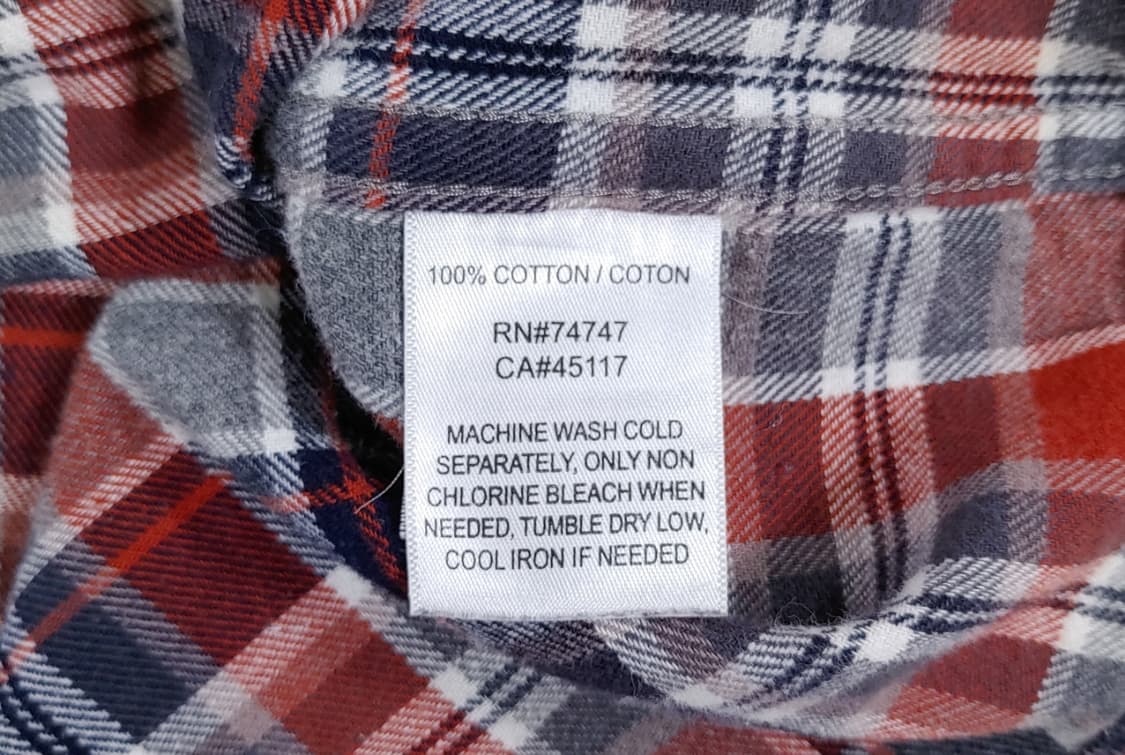 100% COTTON / COTON
RN#74747
CA#45117
MACHINE WASH COLD
SEPARATELY, ONLY NON
CHLORINE BLEACH WHEN
NEEDED, TUMBLE DRY LOW,
COOL IRON IF NEEDED